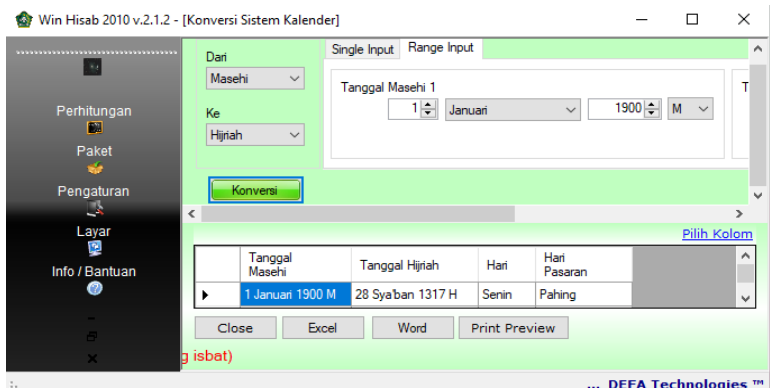 Win Hisab 2010 v.2.1.2 - [Konversi Sistem Kalender]
Perhitungan
Paket
Pengaturan
Layar
Info / Bantuan
Dari
Masehi
Ke
Hijriah
Single Input Range Input
Tanggal Masehi 1
1 Januari 1900 M
T
Konversi
Pilih Kolom
Tanggal Masehi Tanggal Hijriah Hari Hari Pasaran
1 Januari 1900 M 28 Sya'ban 1317 H Senin Pahing
Close Excel Word Print Preview
g isbat)
... DEFA Technologies ™